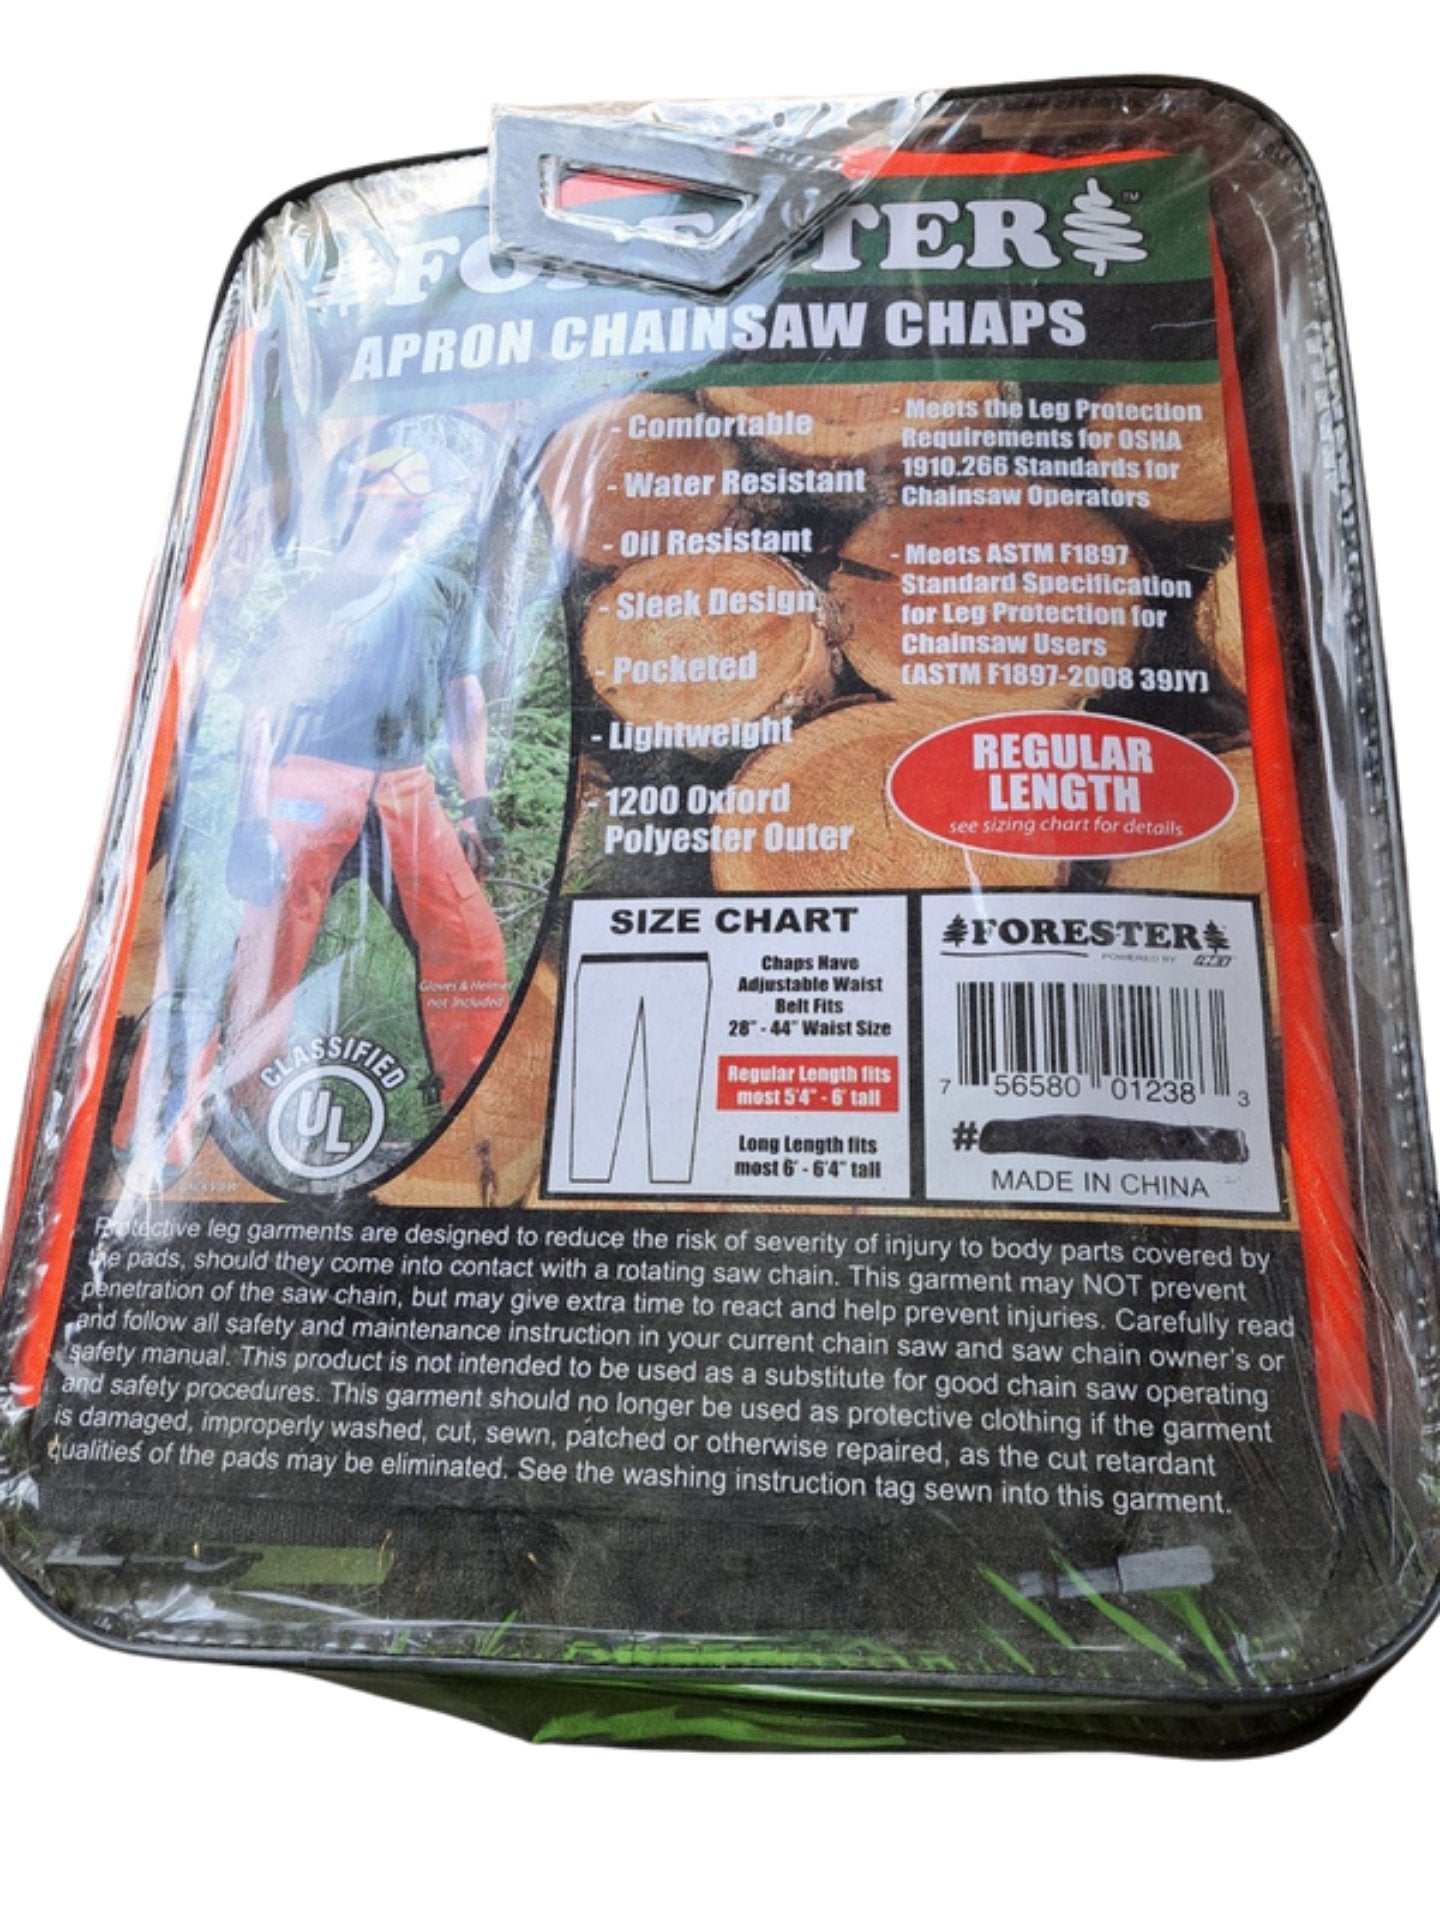 FORESTER™
APRON CHAINSAW CHAPS
- Comfortable
- Water Resistant
- Oil Resistant
- Sleek Design
- Pocketed
- Lightweight
- 1200 Oxford
Polyester Outer
- Meets the Leg Protection
Requirements for OSHA
1910.266 Standards for
Chainsaw Operators
- Meets ASTM F1897
Standard Specification
for Leg Protection for
Chainsaw Users
(ASTM F1897-2008 39JY)
REGULAR
LENGTH
see sizing chart for details
Gloves & Helmet
not Included
CLASSIFIED
UL
SIZE CHART
Chaps Have
Adjustable Waist
Belt Fits
28" - 44" Waist Size
Regular Length fits
most 5'4" - 6' tall
Long Length fits
most 6' - 6'4" tall
FORESTER
POWERED BY
7 56580 01238 3
#
MADE IN CHINA
Protective leg garments are designed to reduce the risk of severity of injury to body parts covered by
the pads, should they come into contact with a rotating saw chain. This garment may NOT prevent
penetration of the saw chain, but may give extra time to react and help prevent injuries. Carefully read
and follow all safety and maintenance instruction in your current chain saw and saw chain owner's or
safety manual. This product is not intended to be used as a substitute for good chain saw operating
and safety procedures. This garment should no longer be used as protective clothing if the garment
is damaged, improperly washed, cut, sewn, patched or otherwise repaired, as the cut retardant
qualities of the pads may be eliminated. See the washing instruction tag sewn into this garment.